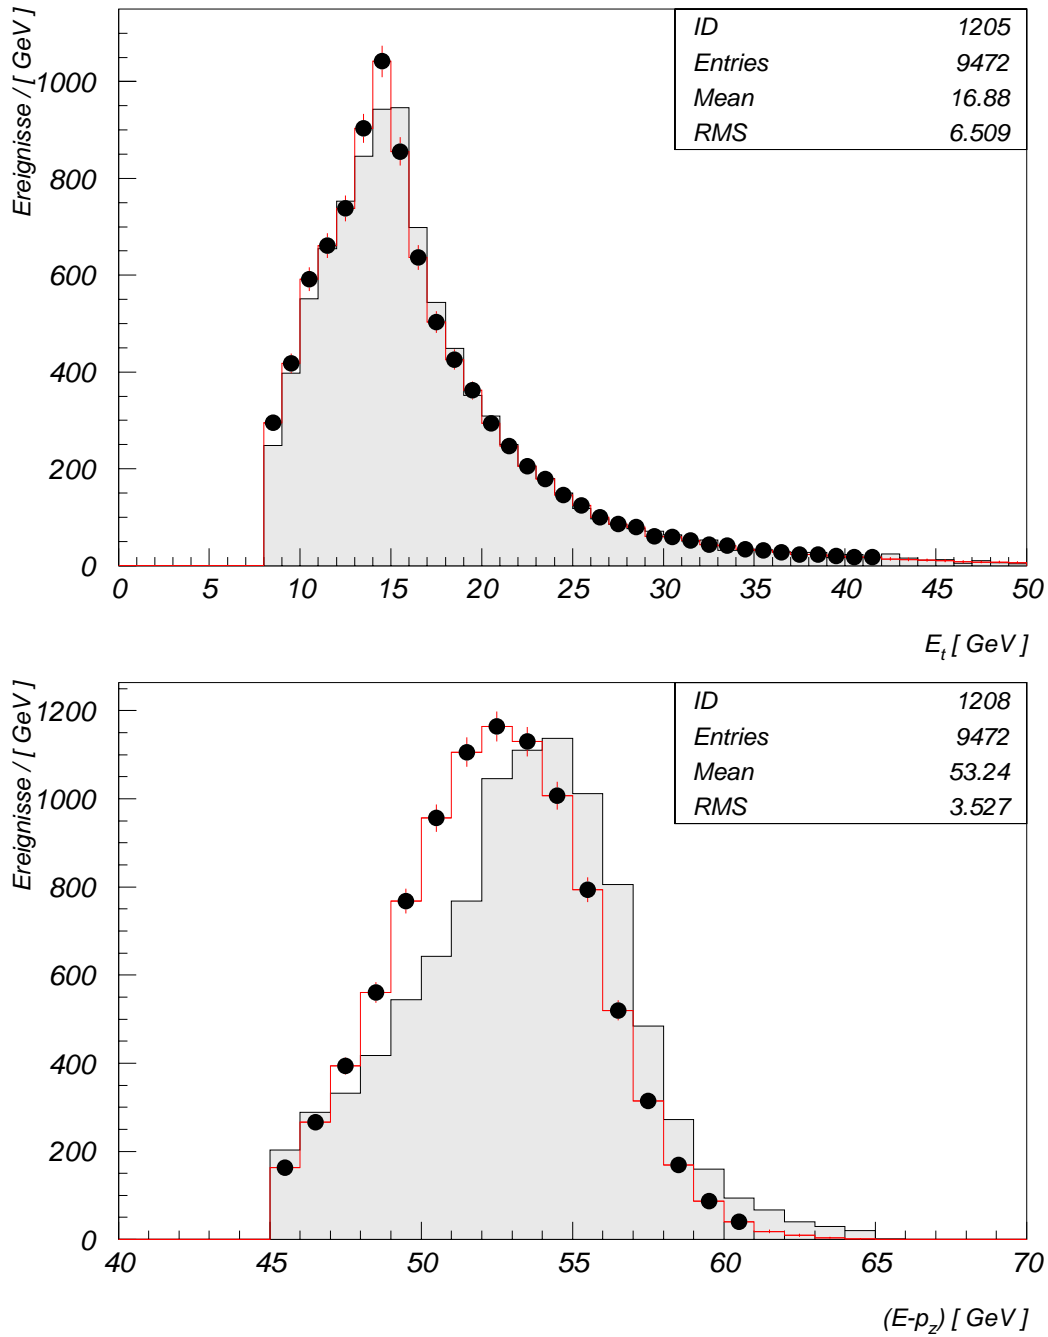 Ereignisse / [ GeV ]
ID 1205
Entries 9472
Mean 16.88
RMS 6.509
1000
800
600
400
200
0
0 5 10 15 20 25 30 35 40 45 50
E_t [ GeV ]
Ereignisse / [ GeV ]
ID 1208
Entries 9472
Mean 53.24
RMS 3.527
1200
1000
800
600
400
200
0
40 45 50 55 60 65 70
(E-p_z) [ GeV ]